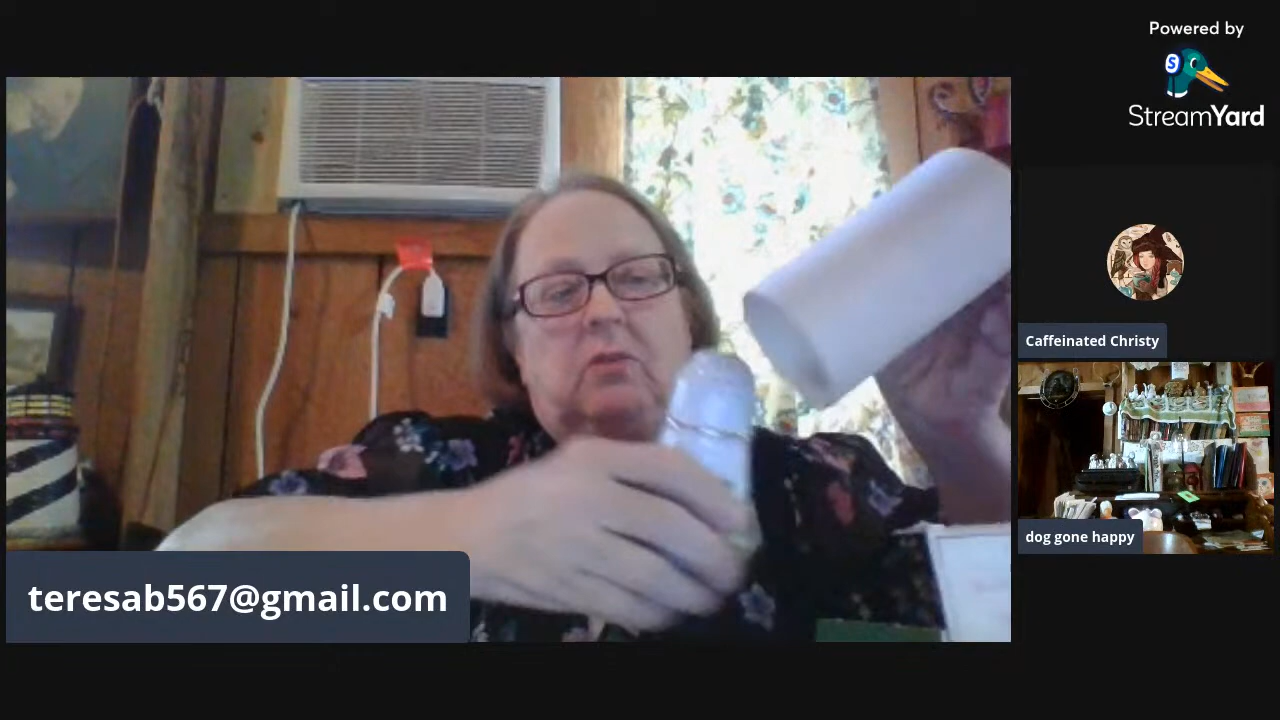 Powered by
S
StreamYard
Caffeinated Christy
dog gone happy
teresab567@gmail.com